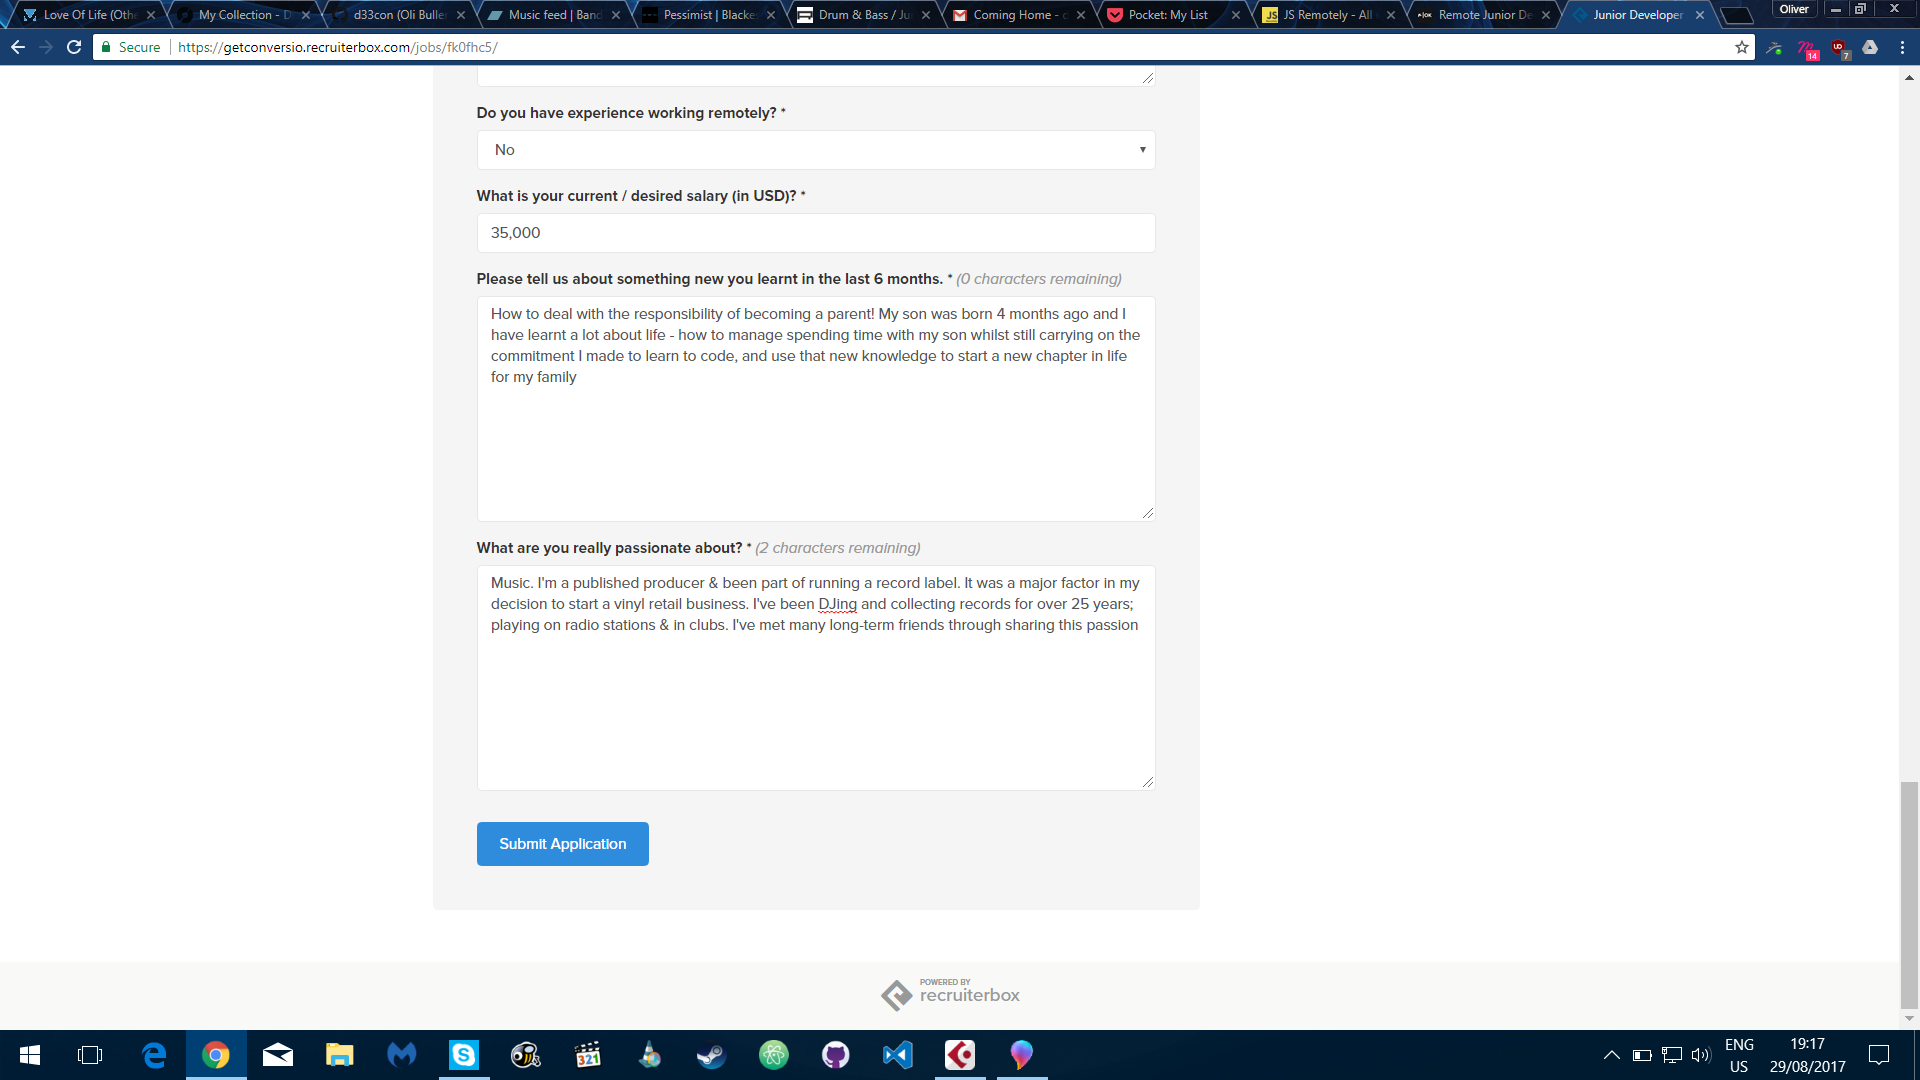 Love Of Life (Othe
My Collection - D
d33con (Oli Bulle
Music feed | Band
Pessimist | Blacke
Drum & Bass / Ju
Coming Home - d
Pocket: My List
JS Remotely - All
Remote Junior De
Junior Developer
Oliver
Secure
https://getconversio.recruiterbox.com/jobs/fk0fhc5/
14
7
Do you have experience working remotely? *
No
What is your current / desired salary (in USD)? *
35,000
Please tell us about something new you learnt in the last 6 months. * (0 characters remaining)
How to deal with the responsibility of becoming a parent! My son was born 4 months ago and I
have learnt a lot about life - how to manage spending time with my son whilst still carrying on the
commitment I made to learn to code, and use that new knowledge to start a new chapter in life
for my family
What are you really passionate about? * (2 characters remaining)
Music. I'm a published producer & been part of running a record label. It was a major factor in my
decision to start a vinyl retail business. I've been DJing and collecting records for over 25 years;
playing on radio stations & in clubs. I've met many long-term friends through sharing this passion
Submit Application
POWERED BY
recruiterbox
321
ENG
US
19:17
29/08/2017